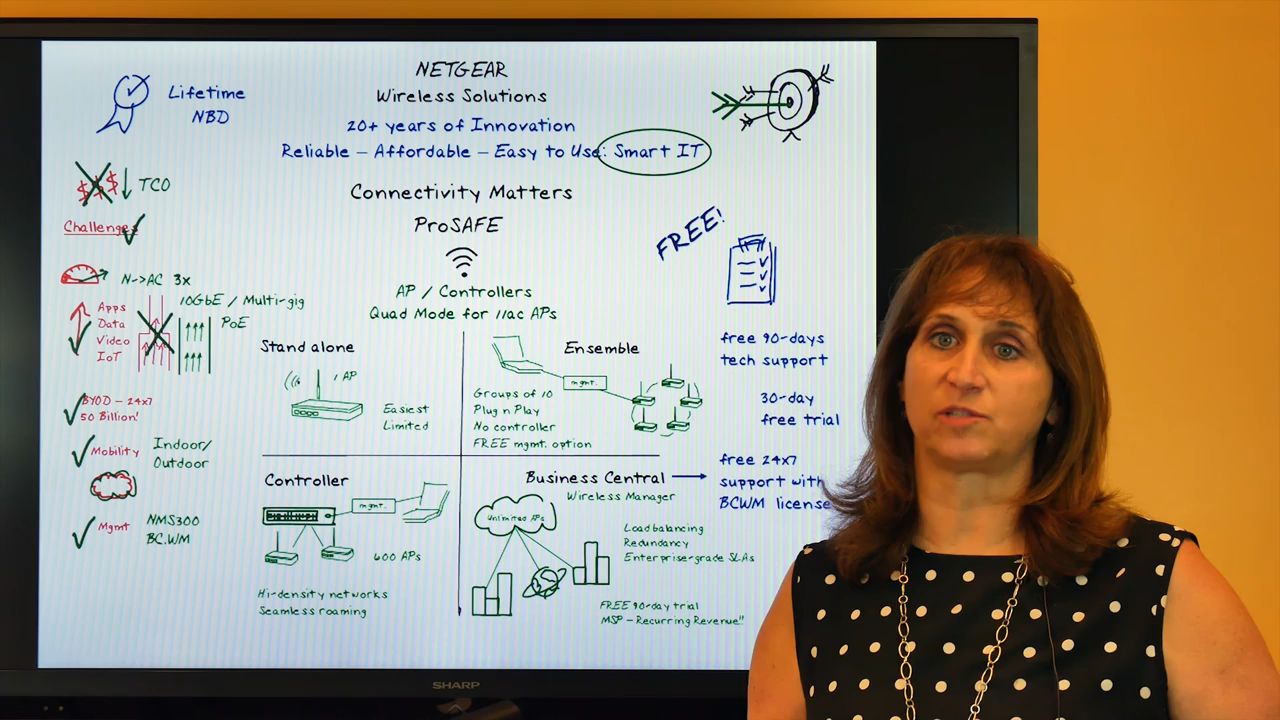 NETGEAR
Wireless Solutions
20+ years of Innovation
Reliable – Affordable – Easy to Use: Smart IT
Connectivity Matters
ProSAFE
AP / Controllers
Quad Mode for 11ac APs
Lifetime
NBD
$$$ TCO
Challenges
N->AC 3x
Apps
Data
Video
IoT
10GbE / Multi-gig
PoE
BYOD – 24x7
50 Billion!
Mobility
Indoor/
Outdoor
Mgmt
NMS300
BC.WM
Stand alone
1 AP
Easiest
Limited
Ensemble
mgmt.
Groups of 10
Plug n Play
No controller
FREE mgmt. option
Controller
mgmt.
600 APs
Hi-density networks
Seamless roaming
Business Central
Wireless Manager
Unlimited APs
Load balancing
Redundancy
Enterprise-grade SLAs
FREE 90-day trial
MSP – Recurring Revenue"
FREE!
free 90-days
tech support
30-day
free trial
free 24x7
support with
BCWM license
SHARP